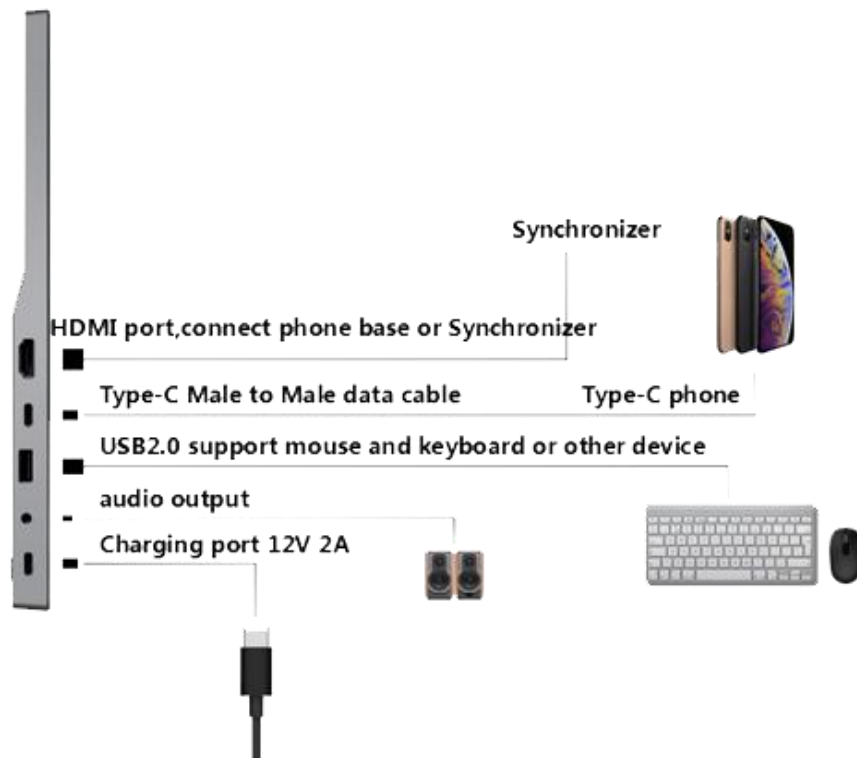 Synchronizer
HDMI port,connect phone base or Synchronizer
Type-C Male to Male data cable
Type-C phone
USB2.0 support mouse and keyboard or other device
audio output
Charging port 12V 2A